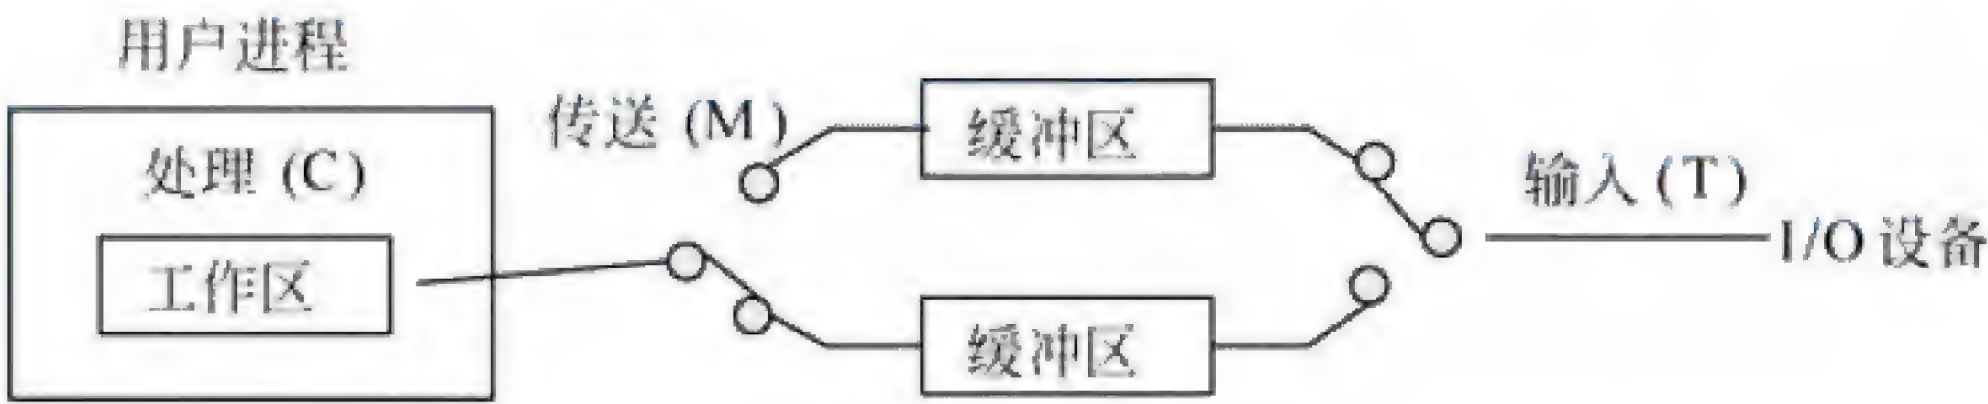 用户进程
处理 (C)
工作区
传送 (M)
缓冲区
缓冲区
输入 (T)
I/O 设备